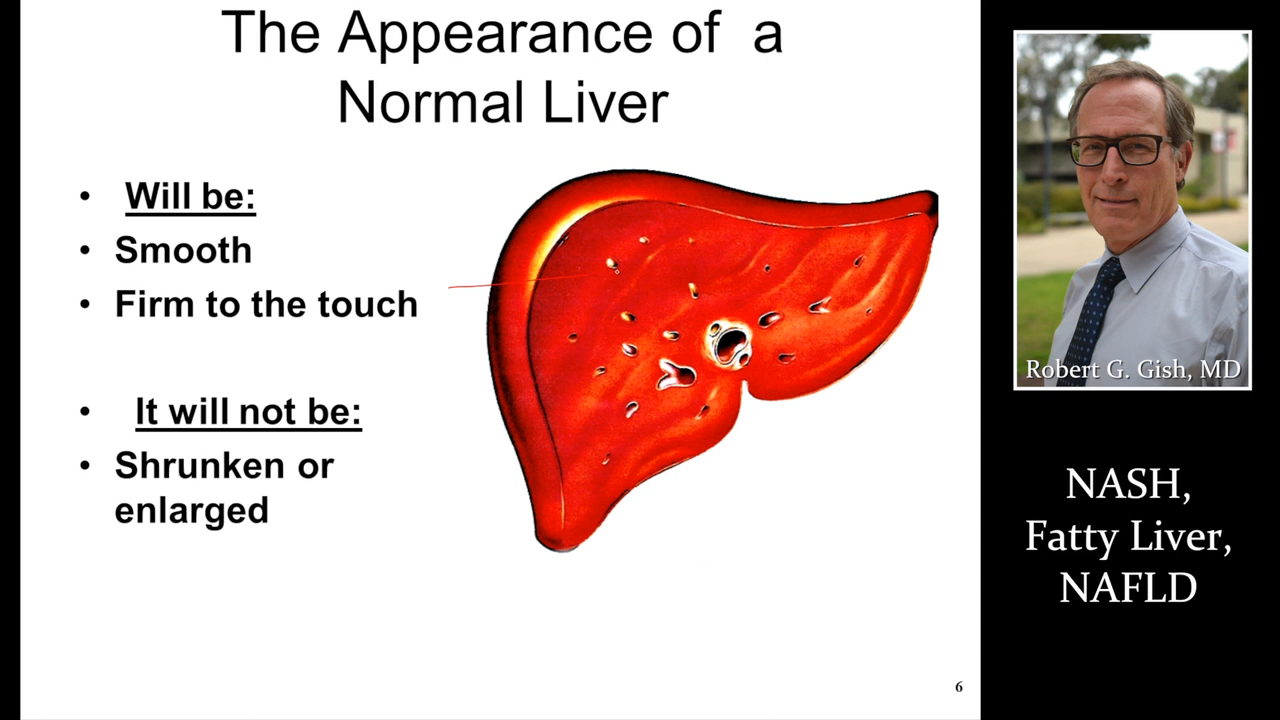 The Appearance of  a
Normal Liver
• Will be:
• Smooth
• Firm to the touch
• It will not be:
• Shrunken or
enlarged
6
Robert G. Gish, MD
NASH,
Fatty Liver,
NAFLD